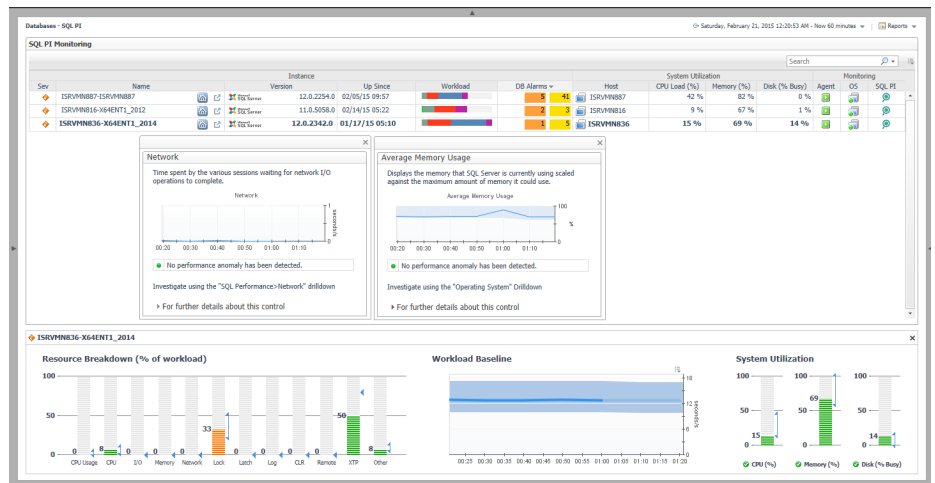 Databases - SQL PI
Saturday, February 21, 2015 12:20:53 AM - Now 60 minutes
Reports
SQL PI Monitoring
Search
Instance System Utilization Monitoring
Sev Name Version Up Since Workload DB Alarms Host CPU Load (%) Memory (%) Disk (% Busy) Agent OS SQL PI
ISRVMN887-ISRVMN887 SQL Server 12.0.2254.0 02/05/15 09:57 5 41 ISRVMN887 42 % 82 % 0 %
ISRVMN816-X64ENT1_2012 SQL Server 11.0.5058.0 02/14/15 05:22 2 3 ISRVMN816 9 % 67 % 1 %
ISRVMN836-X64ENT1_2014 SQL Server 12.0.2342.0 01/17/15 05:10 1 5 ISRVMN836 15 % 69 % 14 %
Network
Time spent by the various sessions waiting for network I/O
operations to complete.
Network
1
seconds/s
0
00:20 00:30 00:40 00:50 01:00 01:10
No performance anomaly has been detected.
Investigate using the "SQL Performance>Network" drilldown
For further details about this control
Average Memory Usage
Displays the memory that SQL Server is currently using scaled
against the maximum amount of memory it could use.
Average Memory Usage
100
%
0
00:20 00:30 00:40 00:50 01:00 01:10
No performance anomaly has been detected.
Investigate using the "Operating System" Drilldown
For further details about this control
ISRVMN836-X64ENT1_2014
Resource Breakdown (% of workload)
100
50
0
0 8 0 0 0 33 0 0 0 0 50 8
CPU Usage CPU I/O Memory Network Lock Latch Log CLR Remote XTP Other
Workload Baseline
18
12
6
0
seconds/s
00:25 00:30 00:35 00:40 00:45 00:50 00:55 01:00 01:05 01:10 01:15 01:20
System Utilization
100 100 100
69
50 50 50
15 14
0 0 0
CPU (%) Memory (%) Disk (% Busy)